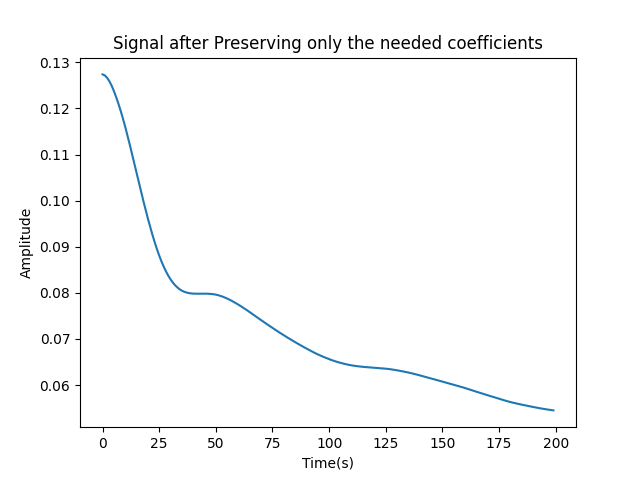 Signal after Preserving only the needed coefficients
0.13
0.12
0.11
0.10
0.09
0.08
0.07
0.06
Amplitude
0 25 50 75 100 125 150 175 200
Time(s)